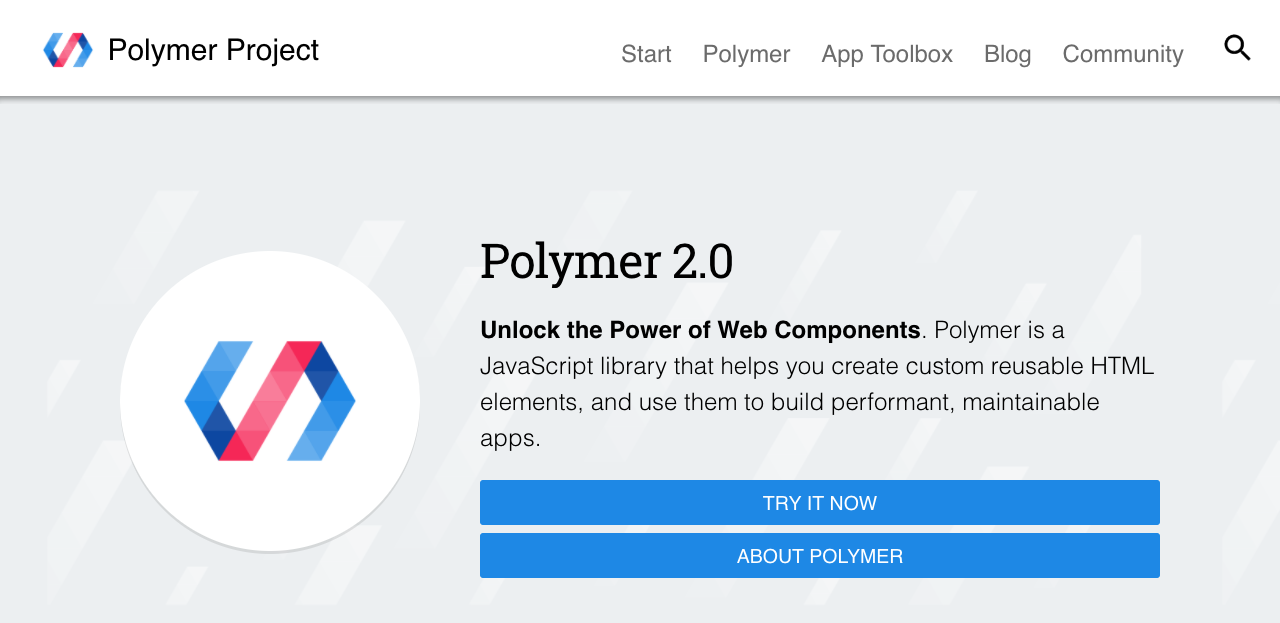 Polymer Project
Start
Polymer
App Toolbox
Blog
Community
Polymer 2.0
Unlock the Power of Web Components. Polymer is a
JavaScript library that helps you create custom reusable HTML
elements, and use them to build performant, maintainable
apps.
TRY IT NOW
ABOUT POLYMER